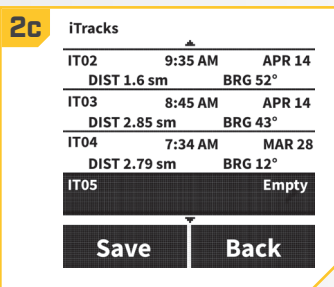 2c
iTracks
IT02 9:35 AM APR 14
DIST 1.6 sm BRG 52°
IT03 8:45 AM APR 14
DIST 2.85 sm BRG 43°
IT04 7:34 AM MAR 28
DIST 2.79 sm BRG 12°
IT05 Empty
Save Back